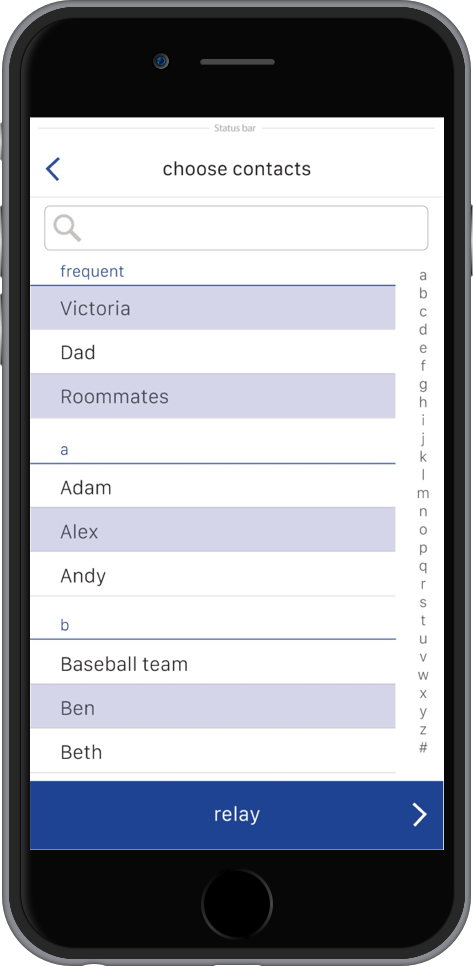 Status bar
choose contacts
frequent
Victoria
Dad
Roommates
a
Adam
Alex
Andy
b
Baseball team
Ben
Beth
a
b
c
d
e
f
g
h
i
j
k
l
m
n
o
p
q
r
s
t
u
v
w
x
y
z
#
relay